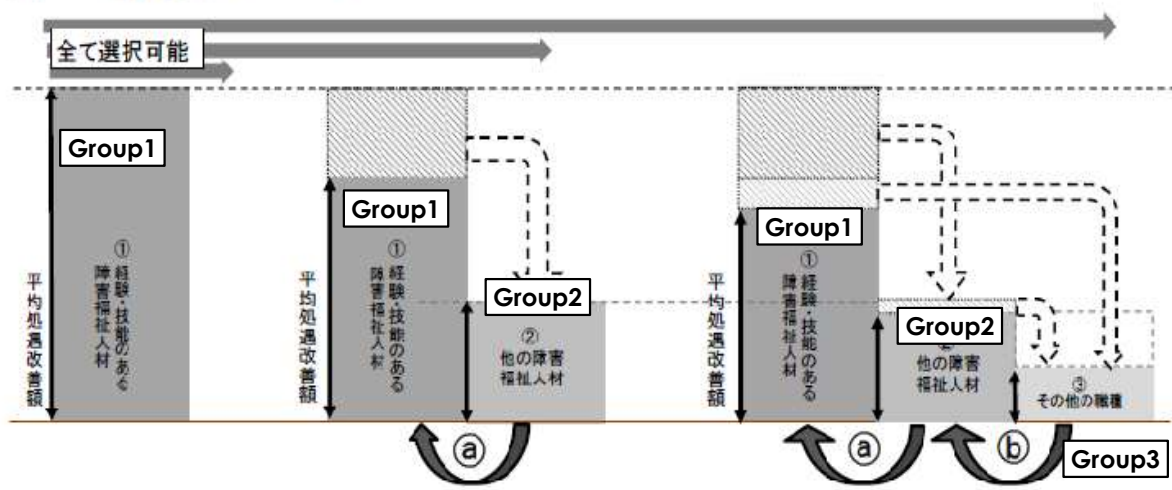 全て選択可能
Group1
①経験・技能のある
障害福祉人材
平均処遇改善額
Group1
①経験・技能のある
障害福祉人材
平均処遇改善額
Group2
②
他の障害
福祉人材
ⓐ
Group1
①経験・技能のある
障害福祉人材
平均処遇改善額
Group2
他の障害
福祉人材
③
その他の職種
ⓐ
ⓑ
Group3